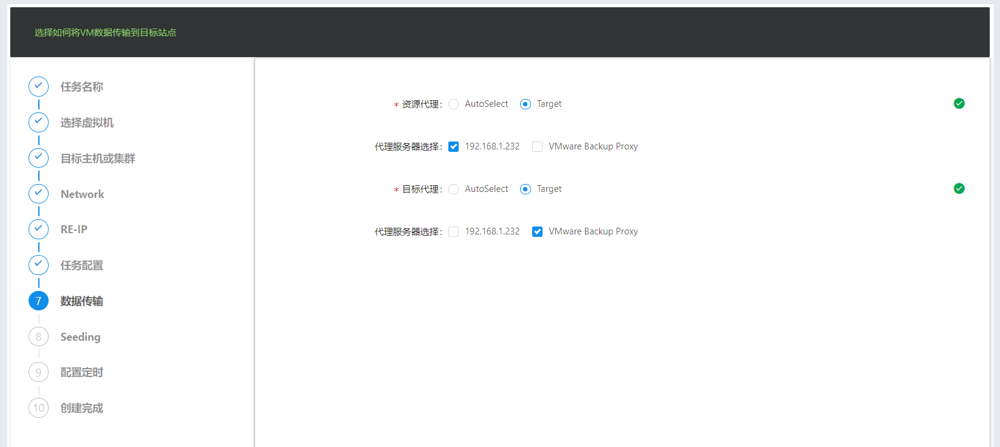 选择如何将VM数据传输到目标站点
任务名称
选择虚拟机
目标主机或集群
Network
RE-IP
任务配置
7 数据传输
8 Seeding
9 配置定时
10 创建完成
* 资源代理: AutoSelect Target
代理服务器选择: 192.168.1.232 VMware Backup Proxy
* 目标代理: AutoSelect Target
代理服务器选择: 192.168.1.232 VMware Backup Proxy